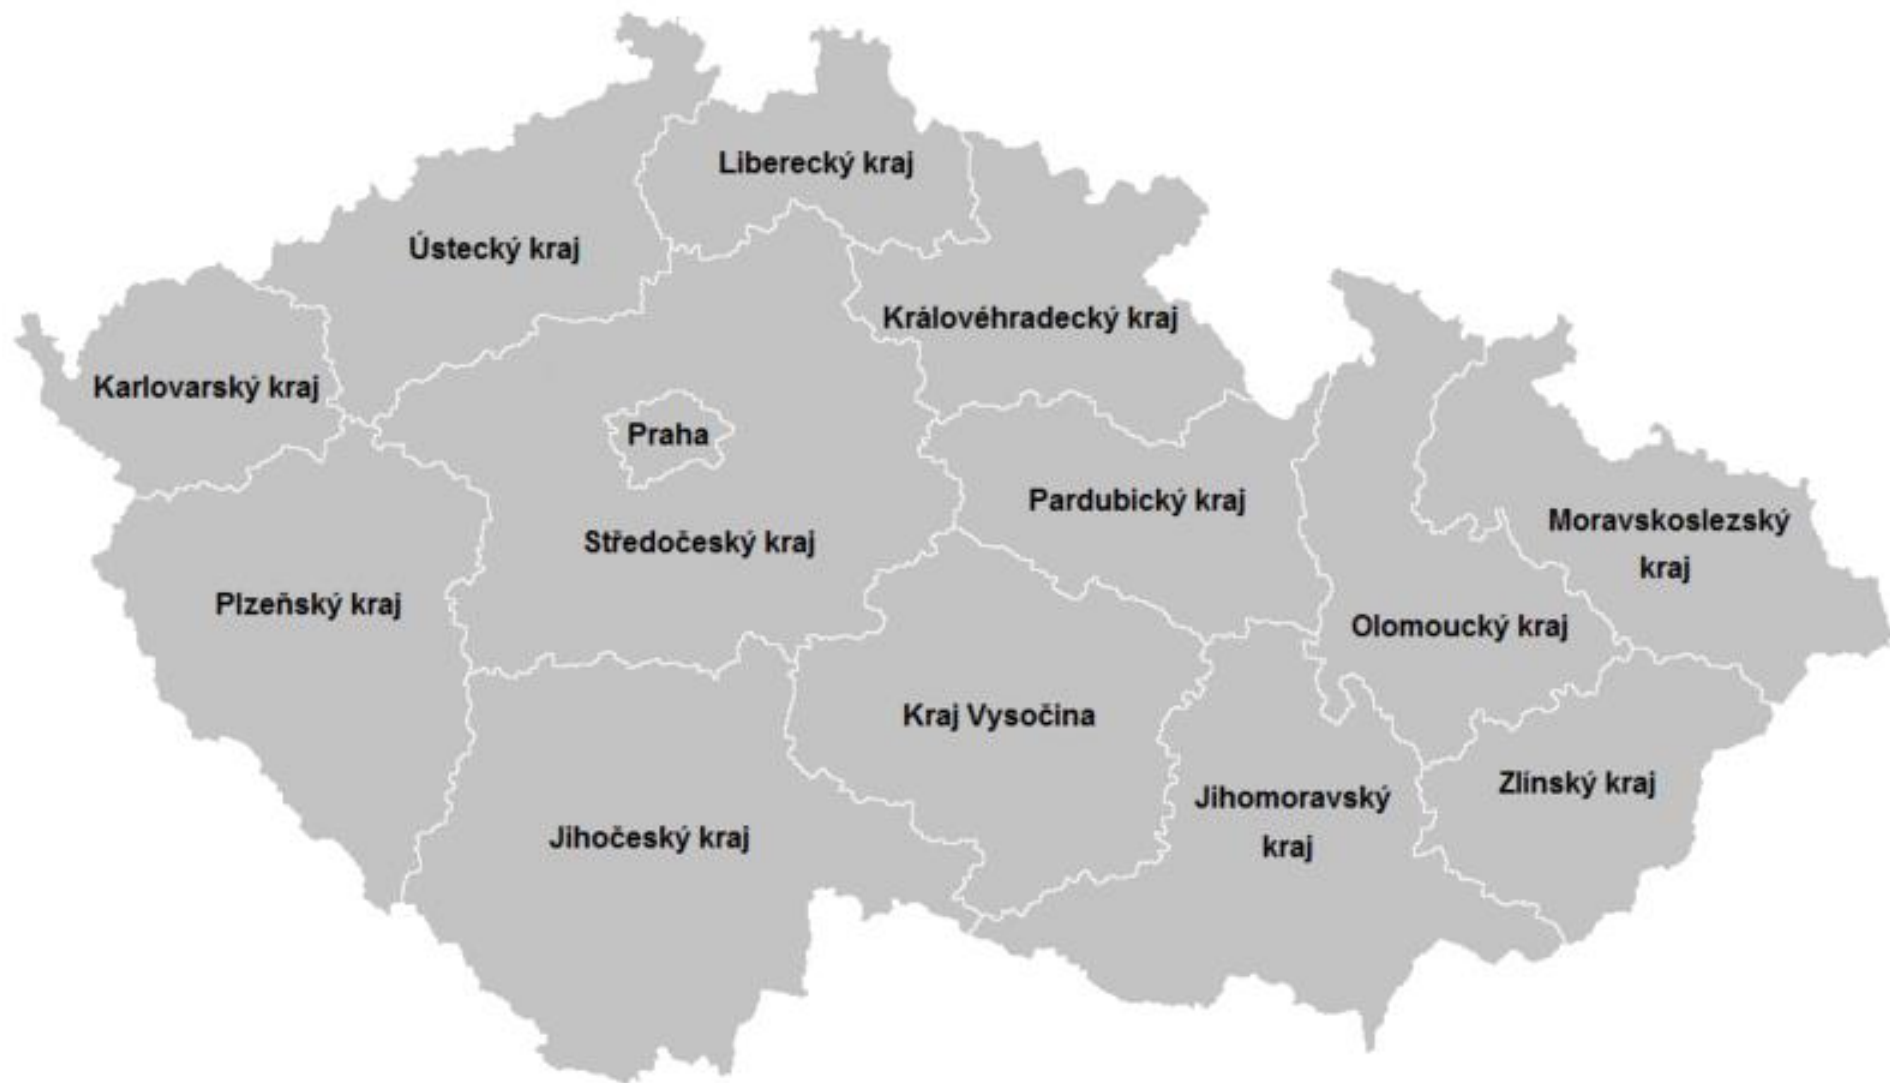 Liberecký kraj
Ústecký kraj
Královéhradecký kraj
Karlovarský kraj
Praha
Pardubický kraj
Moravskoslezský
kraj
Středočeský kraj
Plzeňský kraj
Olomoucký kraj
Kraj Vysočina
Zlínský kraj
Jihomoravský
kraj
Jihočeský kraj